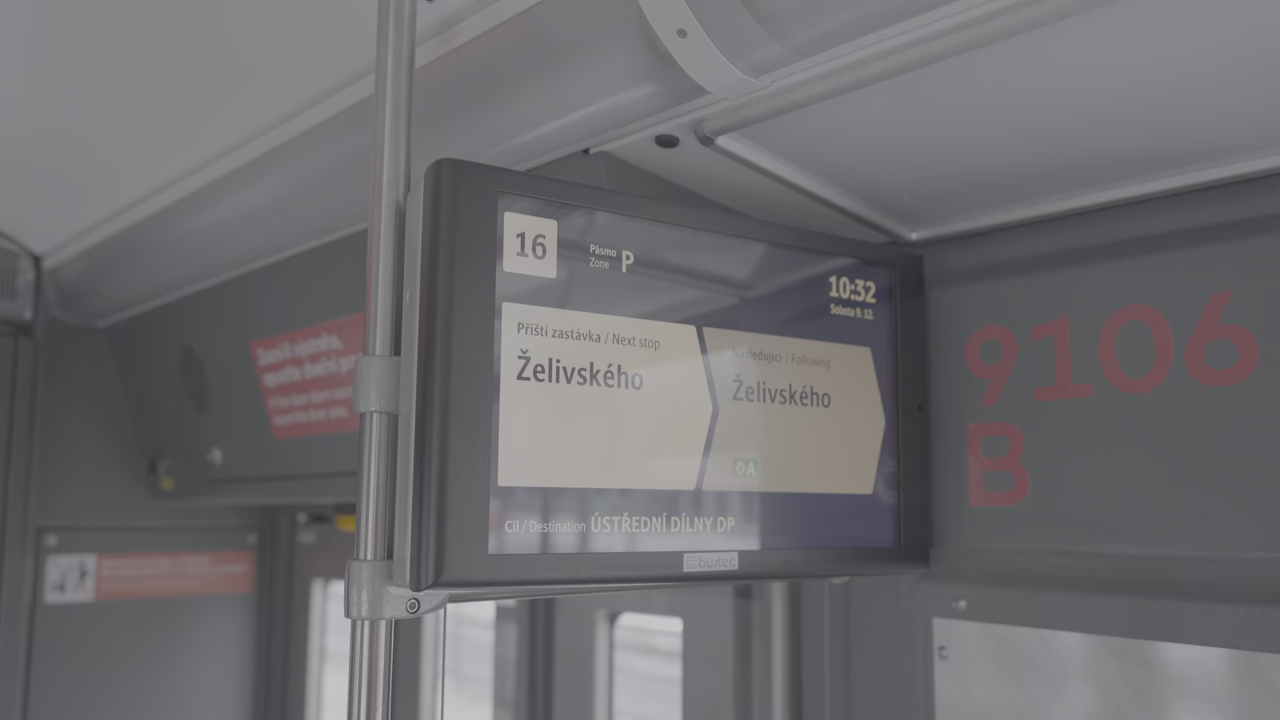 16
Pásmo
Zone
P
10:32
Sobota 9. 12.
Příští zastávka / Next stop
Želivského
Následující / Following
Želivského
A
Cíl / Destination ÚSTŘEDNÍ DÍLNY DP
bustec
9106
B